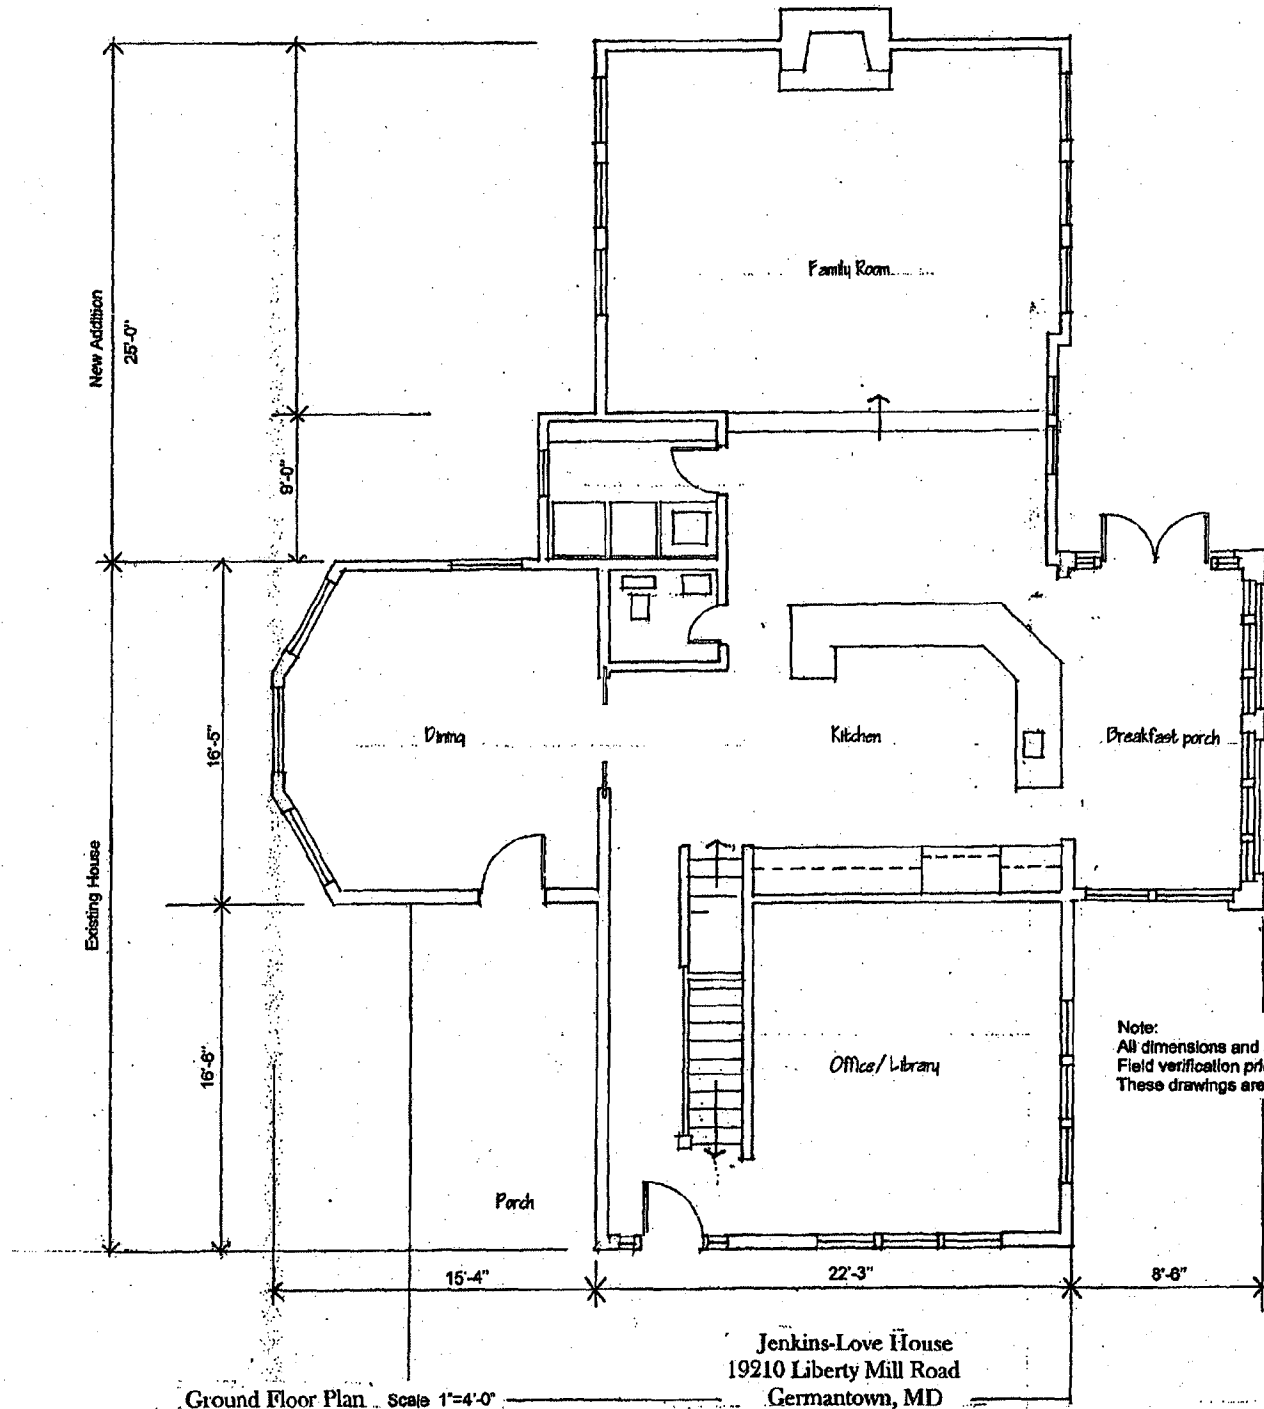 Family Room
New Addition
25'-0"
9'-0"
16'-5"
Dining
Kitchen
Breakfast porch
Existing House
16'-6"
Office/ Library
Note:
All dimensions and
Field verification
These drawings are
Porch
15'-4"
22'-3"
8'-6"
Jenkins-Love House
19210 Liberty Mill Road
Germantown, MD
Ground Floor Plan Scale 1"=4'-0"